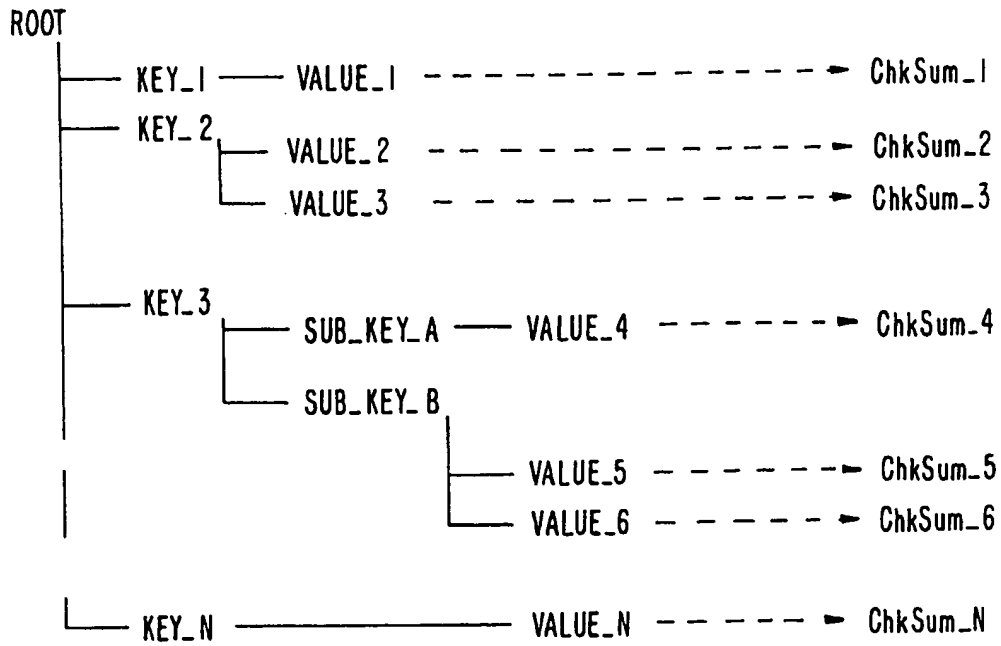 ROOT
KEY_1 VALUE_1 ChkSum_1
KEY_2
VALUE_2 ChkSum_2
VALUE_3 ChkSum_3
KEY_3
SUB_KEY_A VALUE_4 ChkSum_4
SUB_KEY_B
VALUE_5 ChkSum_5
VALUE_6 ChkSum_6
KEY_N VALUE_N ChkSum_N